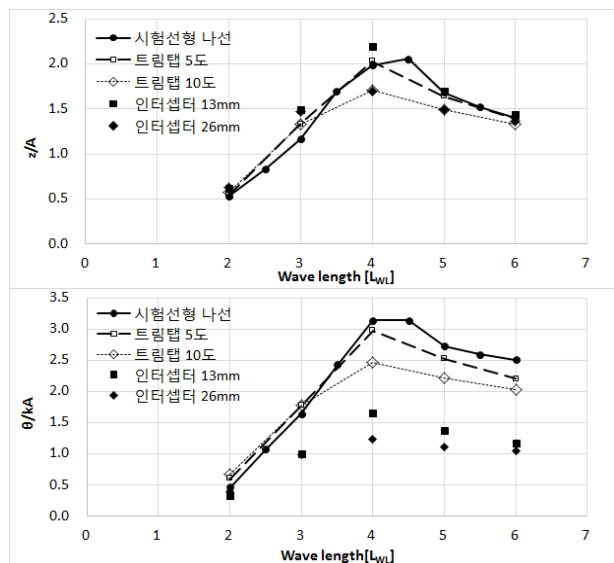 2.5
2.0
1.5
1.0
0.5
0.0
z/A
시험선형 나선
트림탭 5도
트림탭 10도
인터셉터 13mm
인터셉터 26mm
0 1 2 3 4 5 6 7
Wave length [LWL]
3.5
3.0
2.5
2.0
1.5
1.0
0.5
0.0
θ/kA
시험선형 나선
트림탭 5도
트림탭 10도
인터셉터 13mm
인터셉터 26mm
0 1 2 3 4 5 6 7
Wave length[LWL]